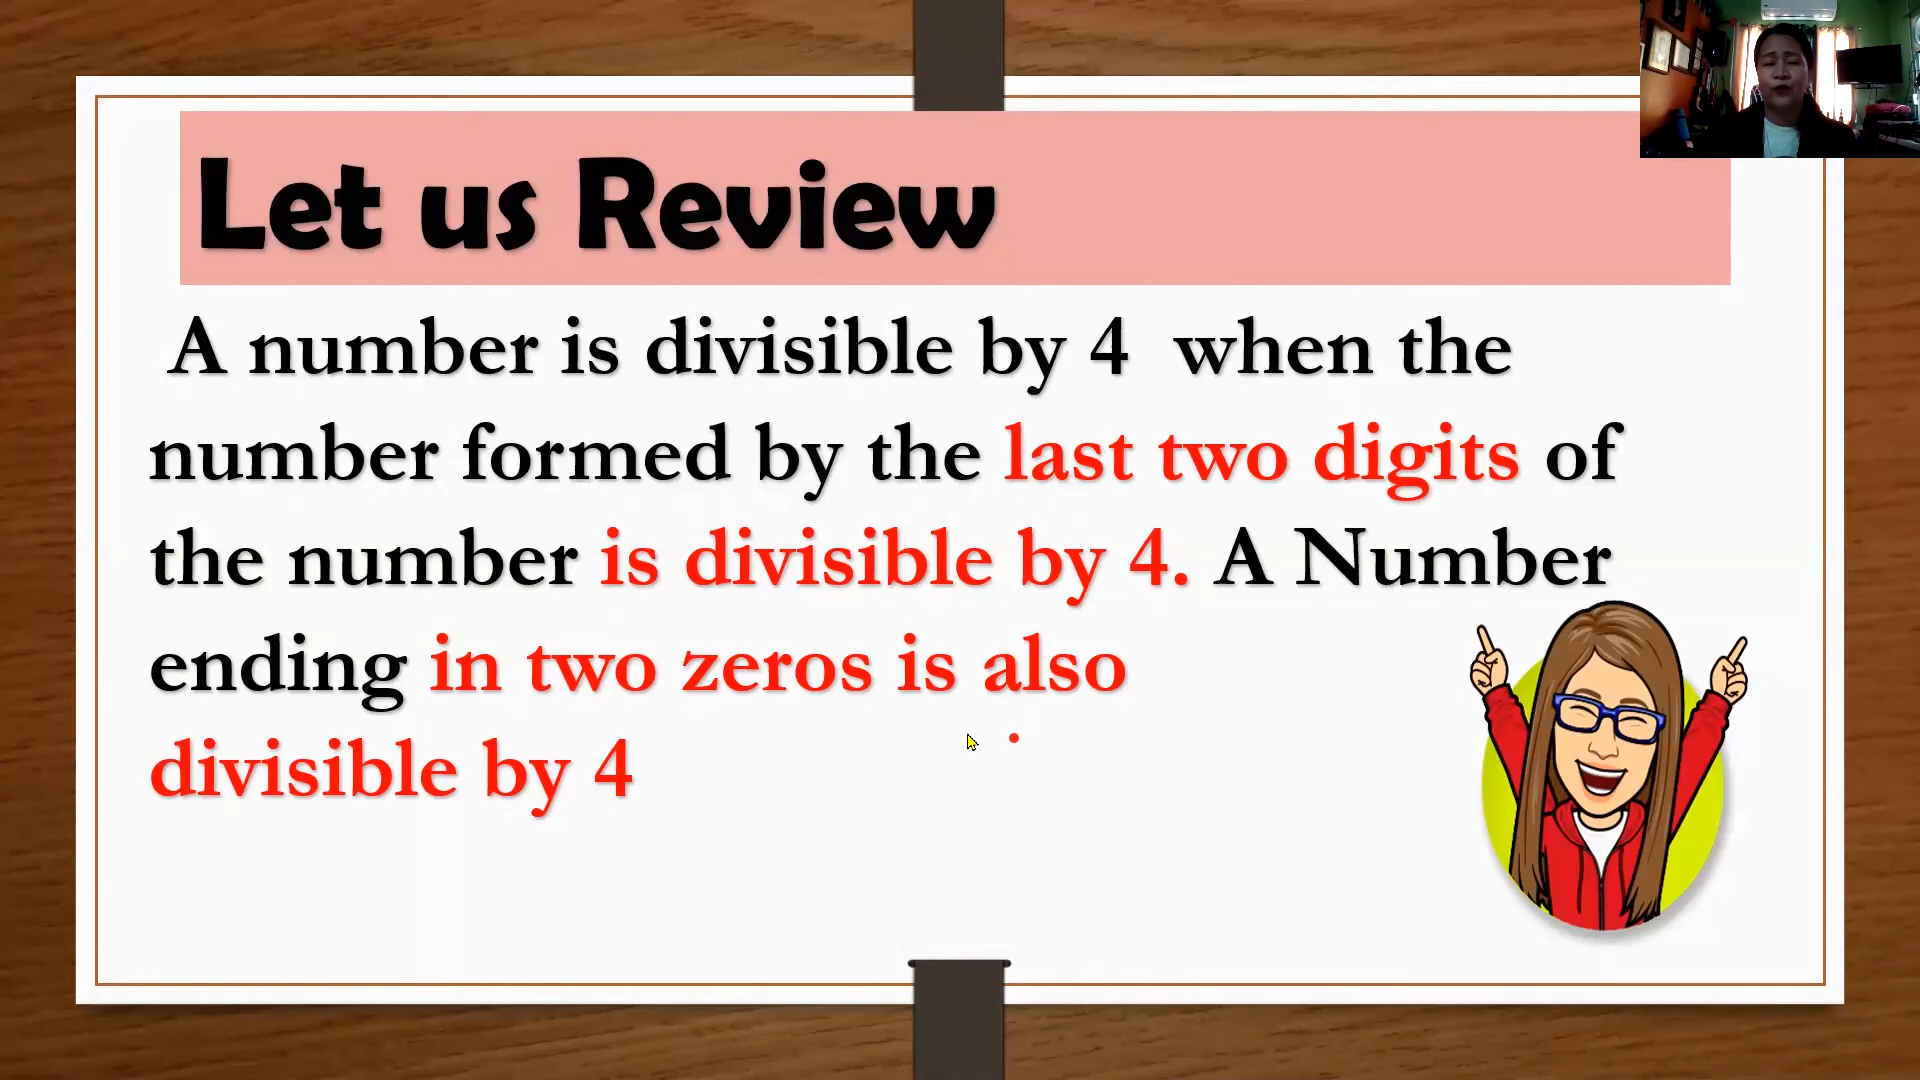 Let us Review
A number is divisible by 4 when the
number formed by the last two digits of
the number is divisible by 4. A Number
ending in two zeros is also
divisible by 4